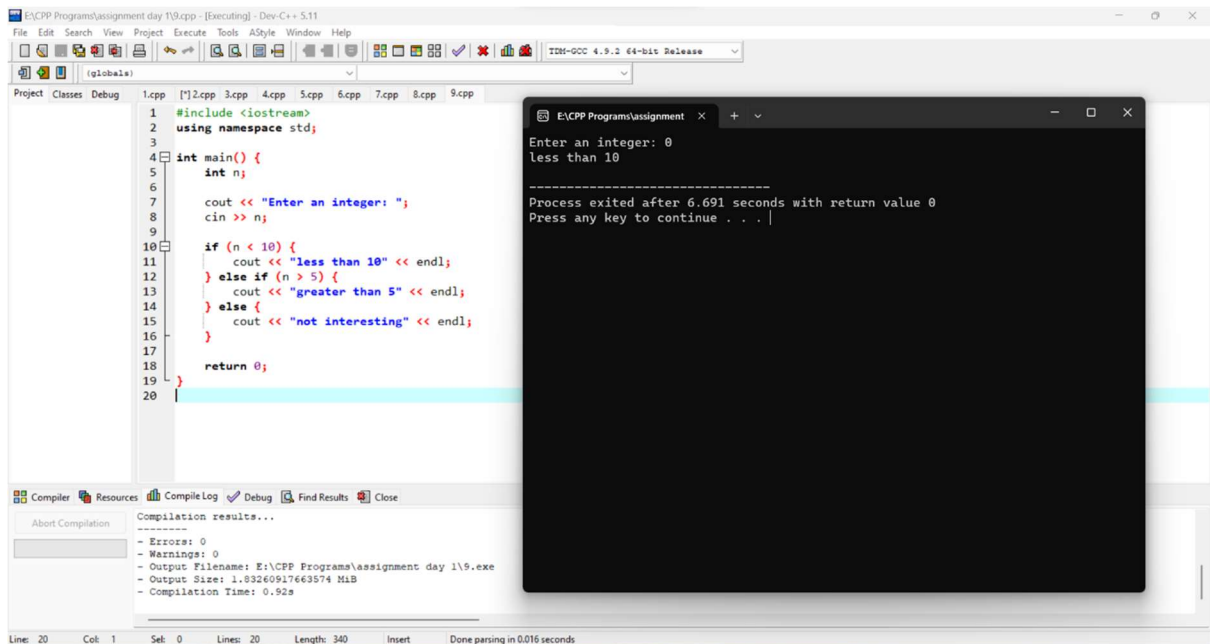 E:\CPP Programs\assignment day 1\9.cpp - [Executing] - Dev-C++ 5.11
File Edit Search View Project Execute Tools AStyle Window Help
TDM-GCC 4.9.2 64-bit Release
(globals)
Project Classes Debug
1.cpp [*] 2.cpp 3.cpp 4.cpp 5.cpp 6.cpp 7.cpp 8.cpp 9.cpp
1 #include <iostream>
2 using namespace std;
3
4 int main() {
5     int n;
6
7     cout << "Enter an integer: ";
8     cin >> n;
9
10     if (n < 10) {
11         cout << "less than 10" << endl;
12     } else if (n > 5) {
13         cout << "greater than 5" << endl;
14     } else {
15         cout << "not interesting" << endl;
16     }
17
18     return 0;
19 }
20
E:\CPP Programs\assignment
Enter an integer: 0
less than 10
--------------------------------
Process exited after 6.691 seconds with return value 0
Press any key to continue . . .
Compiler Resources Compile Log Debug Find Results Close
Abort Compilation
Compilation results...
--------
- Errors: 0
- Warnings: 0
- Output Filename: E:\CPP Programs\assignment day 1\9.exe
- Output Size: 1.83260917663574 MiB
- Compilation Time: 0.92s
Line: 20 Col: 1 Sel: 0 Lines: 20 Length: 340 Insert Done parsing in 0.016 seconds